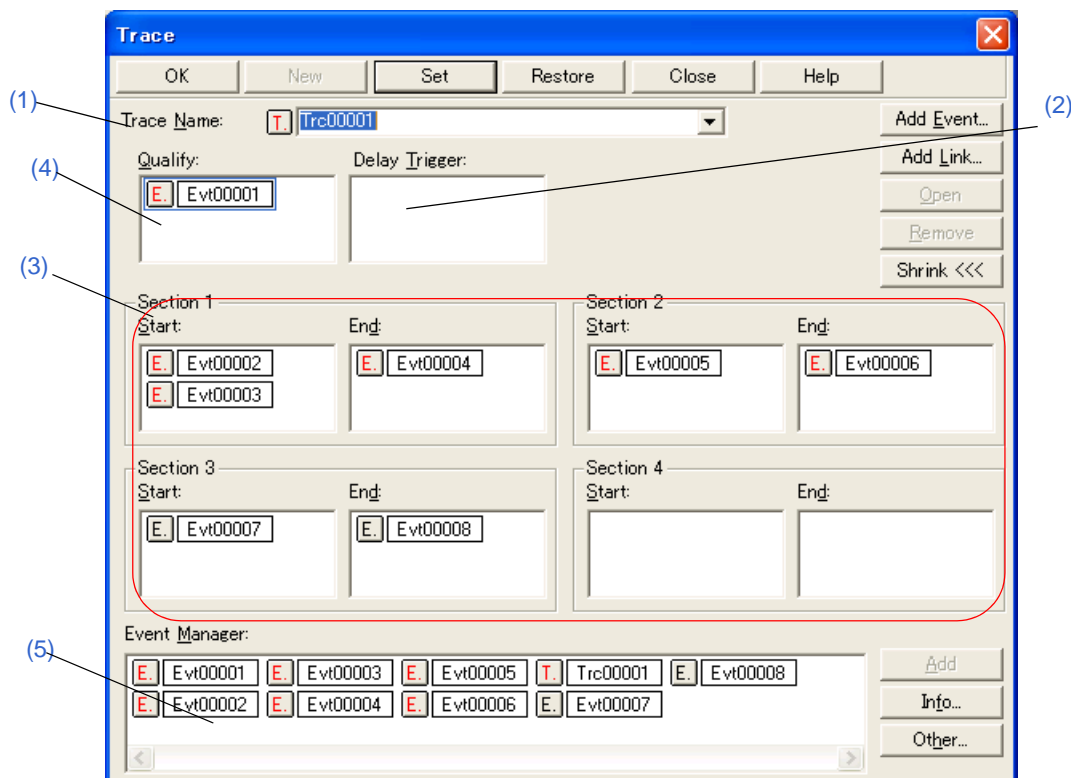 Trace
OK New Set Restore Close Help
(1)
(2)
Trace Name: T. Trc00001
Add Event...
Qualify: Delay Trigger:
Add Link...
(4)
E. Evt00001
Open
Remove
(3)
Shrink <<<
Section 1
Start: End:
E. Evt00002 E. Evt00004
E. Evt00003
Section 2
Start: End:
E. Evt00005 E. Evt00006
Section 3
Start: End:
E. Evt00007 E. Evt00008
Section 4
Start: End:
Event Manager:
(5)
E. Evt00001 E. Evt00003 E. Evt00005 T. Trc00001 E. Evt00008
E. Evt00002 E. Evt00004 E. Evt00006 E. Evt00007
Add
Info...
Other...